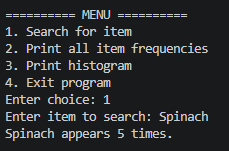 ========== MENU ==========
1. Search for item
2. Print all item frequencies
3. Print histogram
4. Exit program
Enter choice: 1
Enter item to search: Spinach
Spinach appears 5 times.